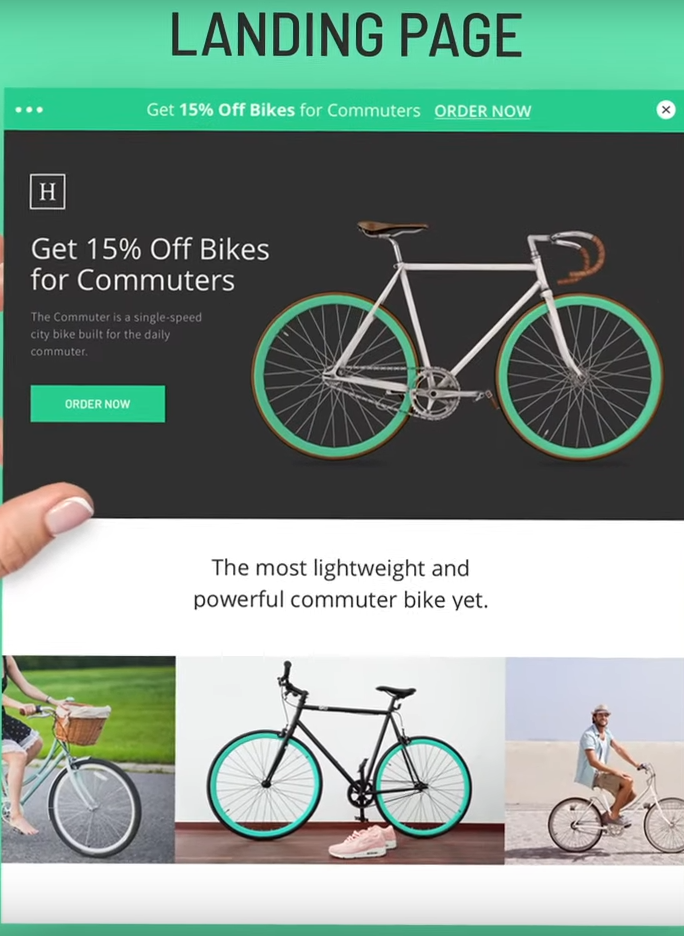 LANDING PAGE
Get 15% Off Bikes for Commuters ORDER NOW
H
Get 15% Off Bikes
for Commuters
The Commuter is a single-speed
city bike built for the daily
commuter.
ORDER NOW
The most lightweight and
powerful commuter bike yet.